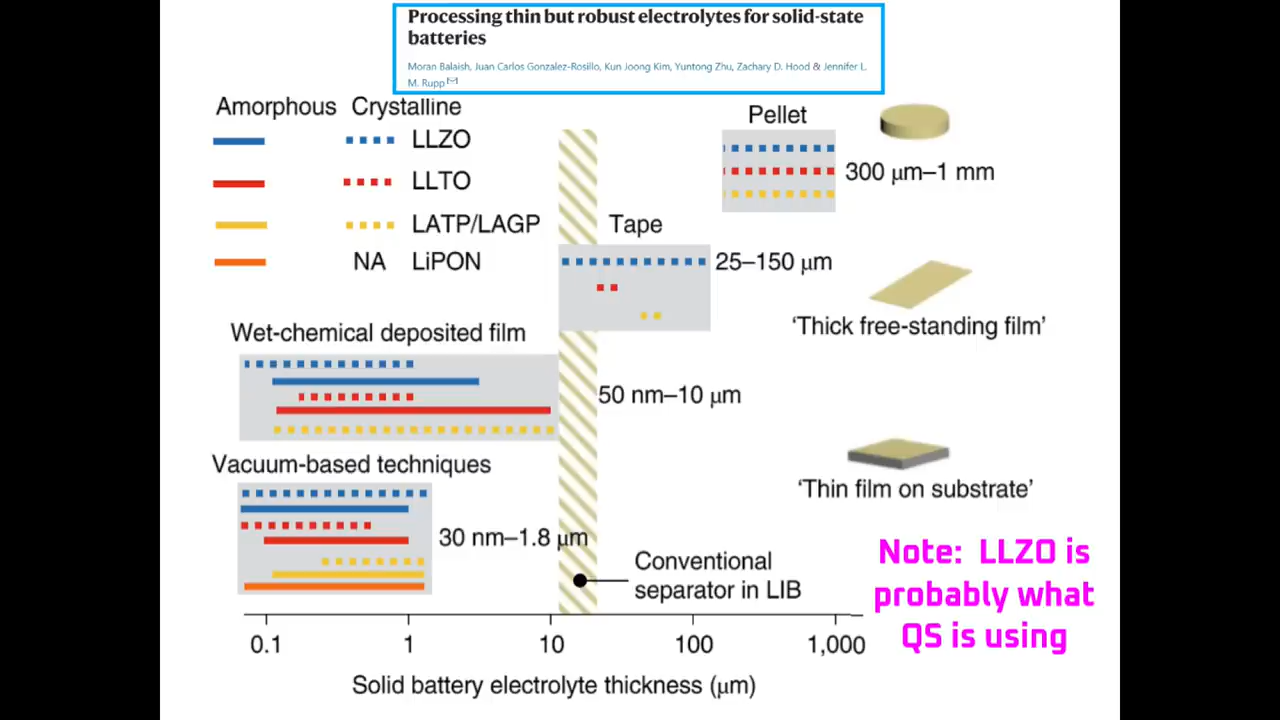 Processing thin but robust electrolytes for solid-state
batteries
Moran Balaish, Juan Carlos Gonzalez-Rosillo, Kun Joong Kim, Yuntong Zhu, Zachary D. Hood & Jennifer L.
M. Rupp
Amorphous Crystalline
LLZO
LLTO
LATP/LAGP
NA LiPON
Pellet
300 μm–1 mm
Tape
25–150 μm
‘Thick free-standing film’
Wet-chemical deposited film
50 nm–10 μm
Vacuum-based techniques
30 nm–1.8 μm
‘Thin film on substrate’
Conventional
separator in LIB
Note: LLZO is
probably what
QS is using
0.1 1 10 100 1,000
Solid battery electrolyte thickness (μm)